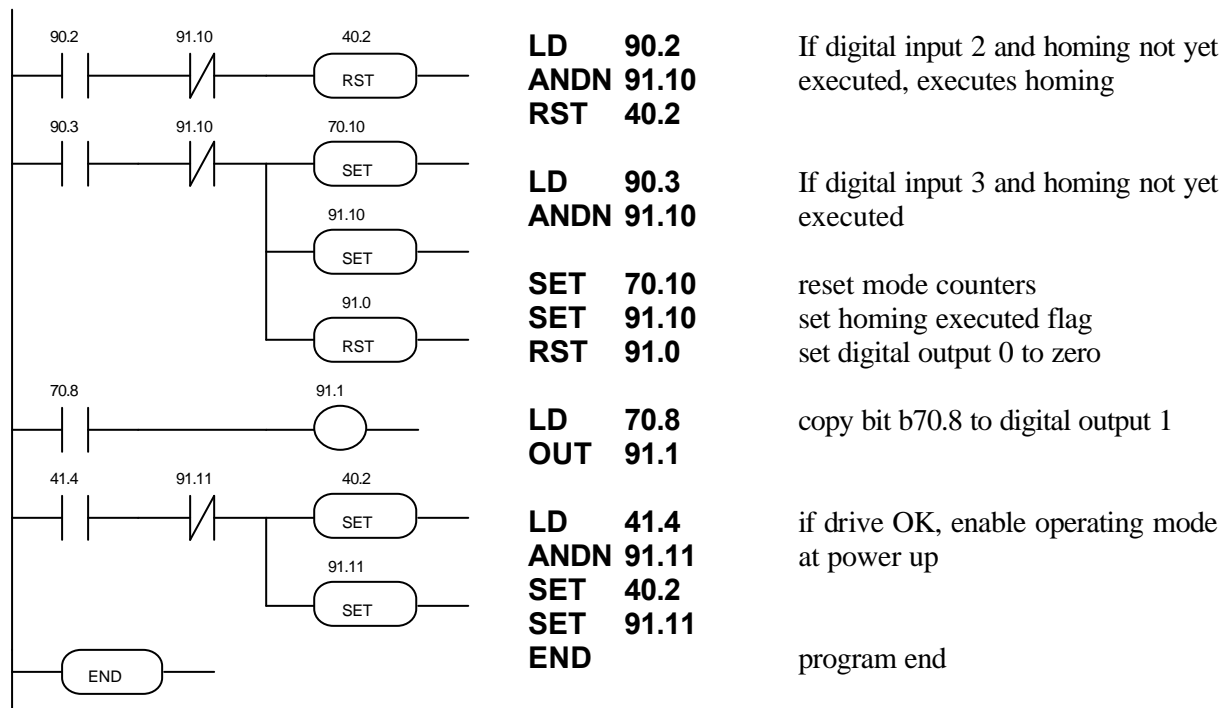 90.2 91.10 40.2
RST
90.3 91.10 70.10
SET
91.10
SET
91.0
RST
70.8 91.1
41.4 91.11 40.2
SET
91.11
SET
END
LD 90.2 If digital input 2 and homing not yet
ANDN 91.10 executed, executes homing
RST 40.2
LD 90.3 If digital input 3 and homing not yet
ANDN 91.10 executed
SET 70.10 reset mode counters
SET 91.10 set homing executed flag
RST 91.0 set digital output 0 to zero
LD 70.8 copy bit b70.8 to digital output 1
OUT 91.1
LD 41.4 if drive OK, enable operating mode
ANDN 91.11 at power up
SET 40.2
SET 91.11
END program end